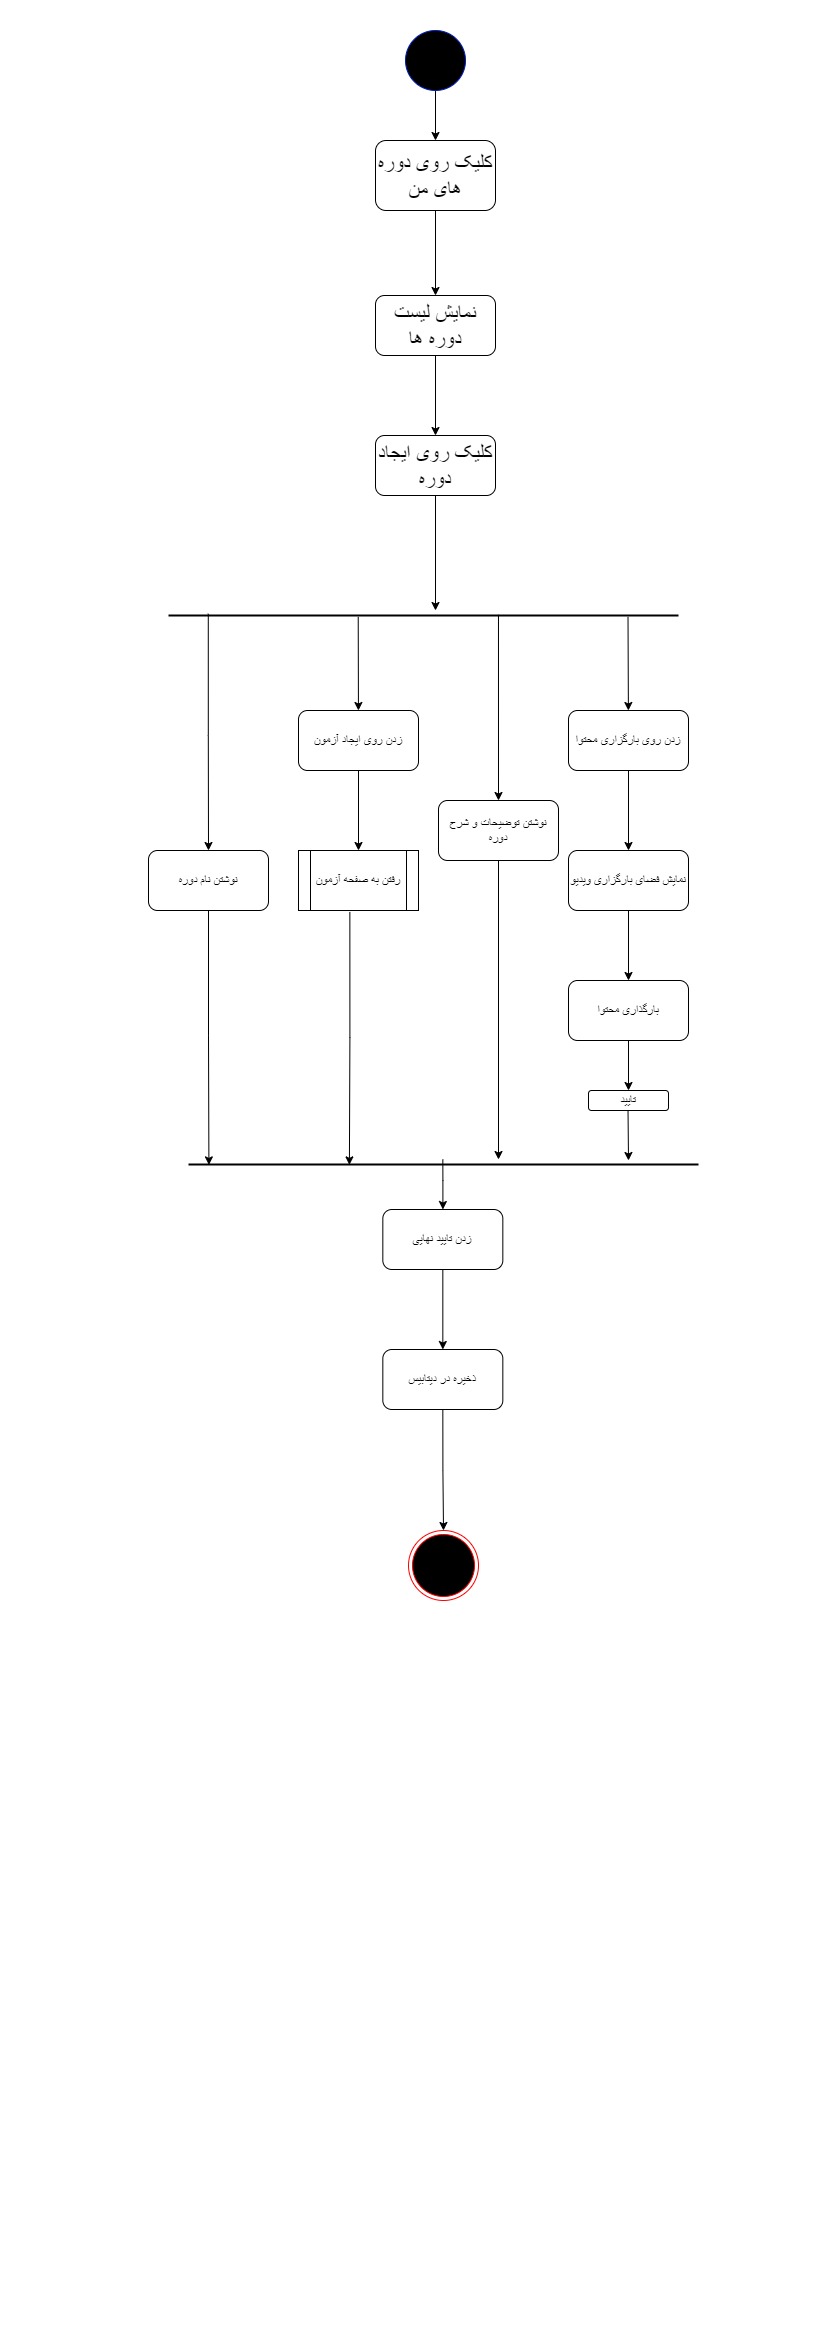 کلیک روی دوره
های من
نمایش لیست
دوره ها
کلیک روی ایجاد
دوره
زدن روی بارگزاری محتوا
زدن روی ایجاد آزمون
نوشتن توضیحات و شرح
دوره
نمایش فضای بارگزاری ویدیو
رفتن به صفحه آزمون
نوشتن نام دوره
بارگذاری محتوا
تایید
زدن تایید نهایی
ذخیره در دیتابیس